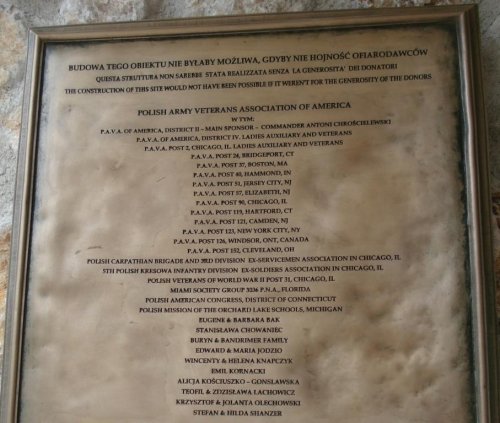 BUDOWA TEGO OBIEKTU NIE BYŁABY MOŻLIWA, GDYBY NIE HOJNOŚĆ OFIARODAWCÓW
QUESTA STRUTTURA NON SAREBBE STATA REALIZZATA SENZA LA GENEROSITA' DEI DONATORI
THE CONSTRUCTION OF THIS SITE WOULD NOT HAVE BEEN POSSIBLE IF IT WEREN'T FOR THE GENEROSITY OF THE DONORS
POLISH ARMY VETERANS ASSOCIATION OF AMERICA
W TYM:
P.A.V.A. OF AMERICA, DISTRICT II - MAIN SPONSOR - COMMANDER ANTONI CHROŚCIELEWSKI
P.A.V.A. OF AMERICA, DISTRICT IV. LADIES AUXILIARY AND VETERANS
P.A.V.A. POST 2, CHICAGO, IL. LADIES AUXILIARY AND VETERANS
P.A.V.A. POST 24, BRIDGEPORT, CT
P.A.V.A. POST 37, BOSTON, MA
P.A.V.A. POST 40, HAMMOND, IN
P.A.V.A. POST 51, JERSEY CITY, NJ
P.A.V.A. POST 57, ELIZABETH, NJ
P.A.V.A. POST 90, CHICAGO, IL
P.A.V.A. POST 119, HARTFORD, CT
P.A.V.A. POST 121, CAMDEN, NJ
P.A.V.A. POST 123, NEW YORK CITY, NY
P.A.V.A. POST 126, WINDSOR, ONT, CANADA
P.A.V.A. POST 152, CLEVELAND, OH
POLISH CARPATHIAN BRIGADE AND 3RD DIVISION EX-SERVICEMEN ASSOCIATION IN CHICAGO, IL
5TH POLISH KRESOWA INFANTRY DIVISION EX-SOLDIERS ASSOCIATION IN CHICAGO, IL
POLISH VETERANS OF WORLD WAR II POST 31, CHICAGO, IL
MIAMI SOCIETY GROUP 3236 P.N.A., FLORIDA
POLISH AMERICAN CONGRESS, DISTRICT OF CONNECTICUT
POLISH MISSION OF THE ORCHARD LAKE SCHOOLS, MICHIGAN
EUGENE & BARBARA BAK
STANISŁAWA CHOWANIEC
BURYN & BANDRIMER FAMILY
EDWARD & MARIA JODZIO
WINCENTY & HELENA KNAPCZYK
EMIL KORNACKI
ALICJA KOŚCIUSZKO - GONSŁAWSKA
TEOFIL & ZDZISŁAWA LACHOWICZ
KRZYSZTOF & JOLANTA OLECHOWSKI
STEFAN & HILDA SHANZER